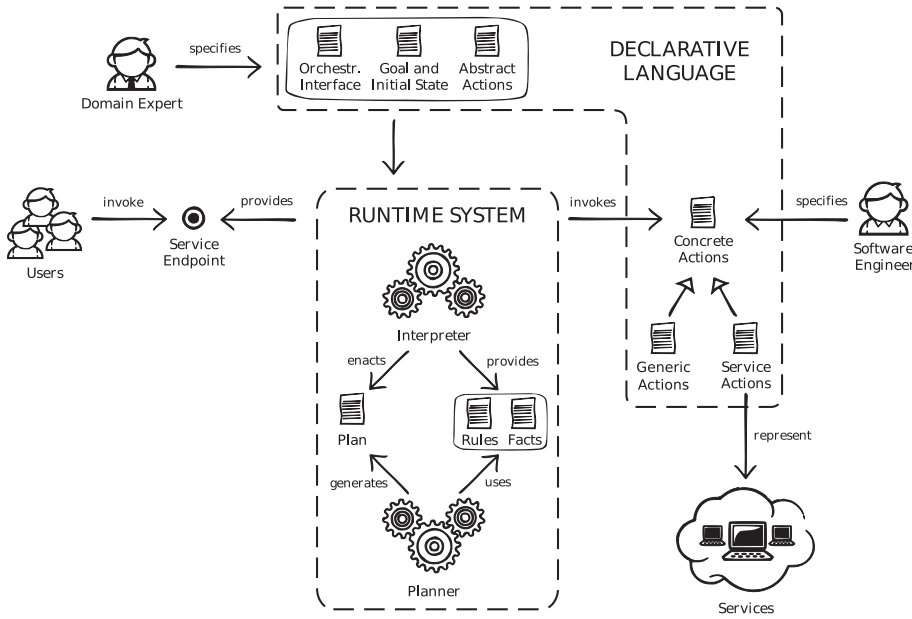 specifies
Domain Expert
Orchestr.
Interface
Goal and
Initial State
Abstract
Actions
DECLARATIVE
LANGUAGE
Users
invoke
Service
Endpoint
provides
RUNTIME SYSTEM
invokes
Concrete
Actions
specifies
Software
Engineer
Interpreter
enacts
provides
Generic
Actions
Service
Actions
Plan
Rules
Facts
generates
uses
represent
Planner
Services